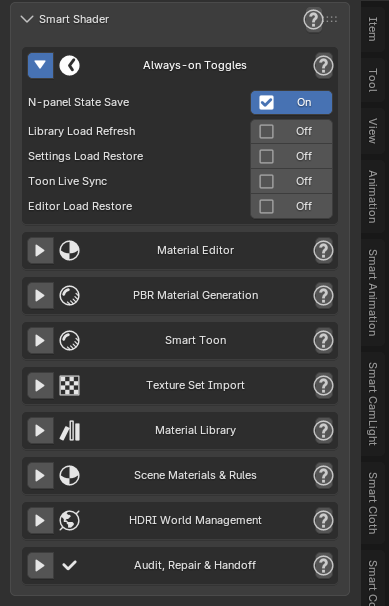 Smart Shader
Always-on Toggles
N-panel State Save On
Library Load Refresh Off
Settings Load Restore Off
Toon Live Sync Off
Editor Load Restore Off
Material Editor
PBR Material Generation
Smart Toon
Texture Set Import
Material Library
Scene Materials & Rules
HDRI World Management
Audit, Repair & Handoff
Item
Tool
View
Animation
Smart Animation
Smart CamLight
Smart Cloth
Smart